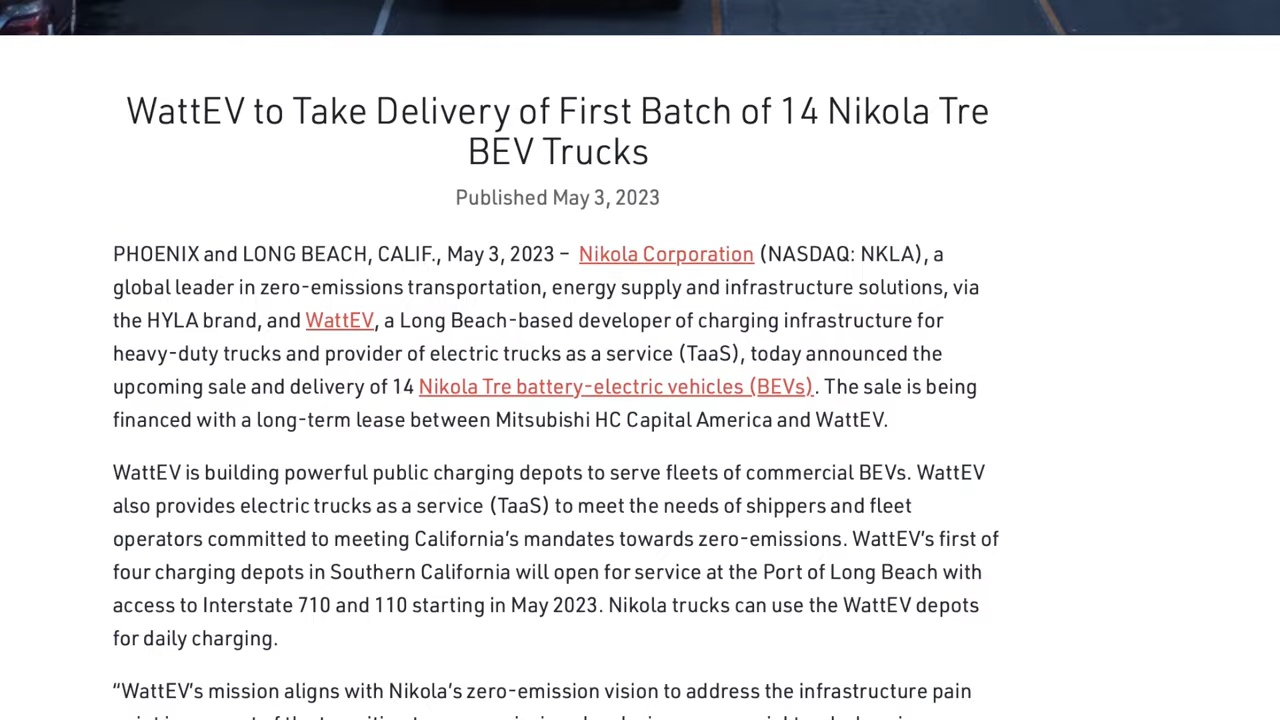 WattEV to Take Delivery of First Batch of 14 Nikola Tre
BEV Trucks
Published May 3, 2023
PHOENIX and LONG BEACH, CALIF., May 3, 2023 – Nikola Corporation (NASDAQ: NKLA), a
global leader in zero-emissions transportation, energy supply and infrastructure solutions, via
the HYLA brand, and WattEV, a Long Beach-based developer of charging infrastructure for
heavy-duty trucks and provider of electric trucks as a service (TaaS), today announced the
upcoming sale and delivery of 14 Nikola Tre battery-electric vehicles (BEVs). The sale is being
financed with a long-term lease between Mitsubishi HC Capital America and WattEV.
WattEV is building powerful public charging depots to serve fleets of commercial BEVs. WattEV
also provides electric trucks as a service (TaaS) to meet the needs of shippers and fleet
operators committed to meeting California's mandates towards zero-emissions. WattEV's first of
four charging depots in Southern California will open for service at the Port of Long Beach with
access to Interstate 710 and 110 starting in May 2023. Nikola trucks can use the WattEV depots
for daily charging.
“WattEV's mission aligns with Nikola's zero-emission vision to address the infrastructure pain